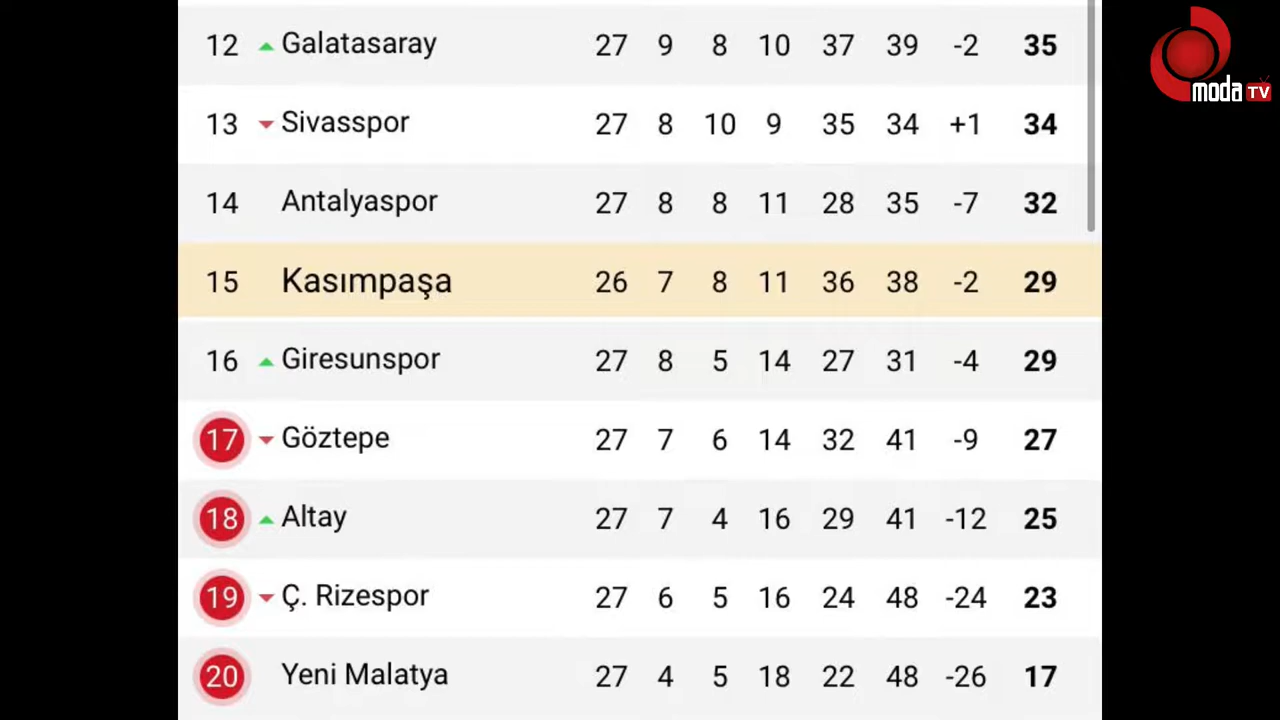 12 Galatasaray 27 9 8 10 37 39 -2 35
13 Sivasspor 27 8 10 9 35 34 +1 34
14 Antalyaspor 27 8 8 11 28 35 -7 32
15 Kasımpaşa 26 7 8 11 36 38 -2 29
16 Giresunspor 27 8 5 14 27 31 -4 29
17 Göztepe 27 7 6 14 32 41 -9 27
18 Altay 27 7 4 16 29 41 -12 25
19 Ç. Rizespor 27 6 5 16 24 48 -24 23
20 Yeni Malatya 27 4 5 18 22 48 -26 17
moda TV